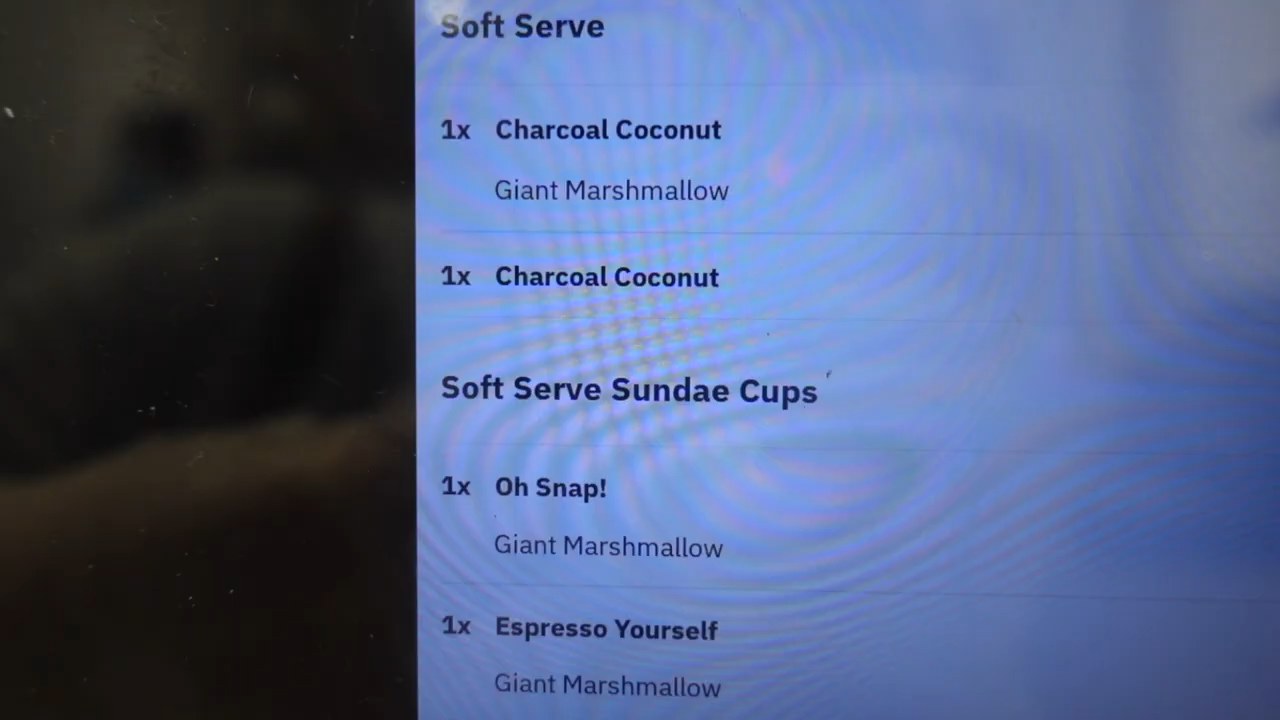 Soft Serve
1x Charcoal Coconut
Giant Marshmallow
1x Charcoal Coconut
Soft Serve Sundae Cups
1x Oh Snap!
Giant Marshmallow
1x Espresso Yourself
Giant Marshmallow